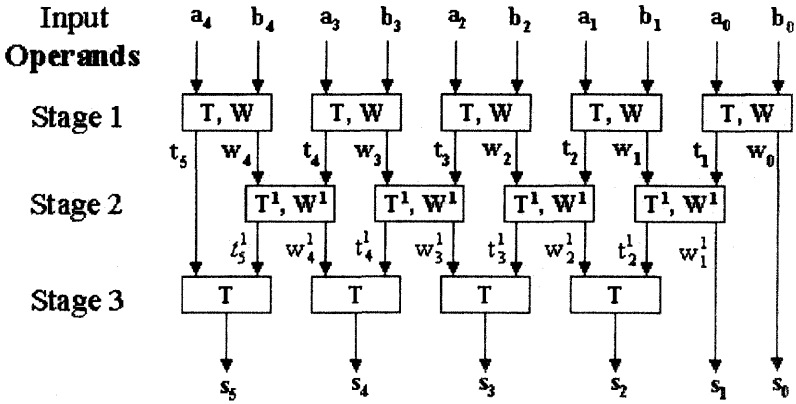 Input a₄ b₄ a₃ b₃ a₂ b₂ a₁ b₁ a₀ b₀
Operands
Stage 1 T, W T, W T, W T, W T, W
t₅ w₄ t₄ w₃ t₃ w₂ t₂ w₁ t₁ w₀
Stage 2 T¹, W¹ T¹, W¹ T¹, W¹ T¹, W¹
t₅¹ w₄¹ t₄¹ w₃¹ t₃¹ w₂¹ t₂¹ w₁¹
Stage 3 T T T T
s₅ s₄ s₃ s₂ s₁ s₀